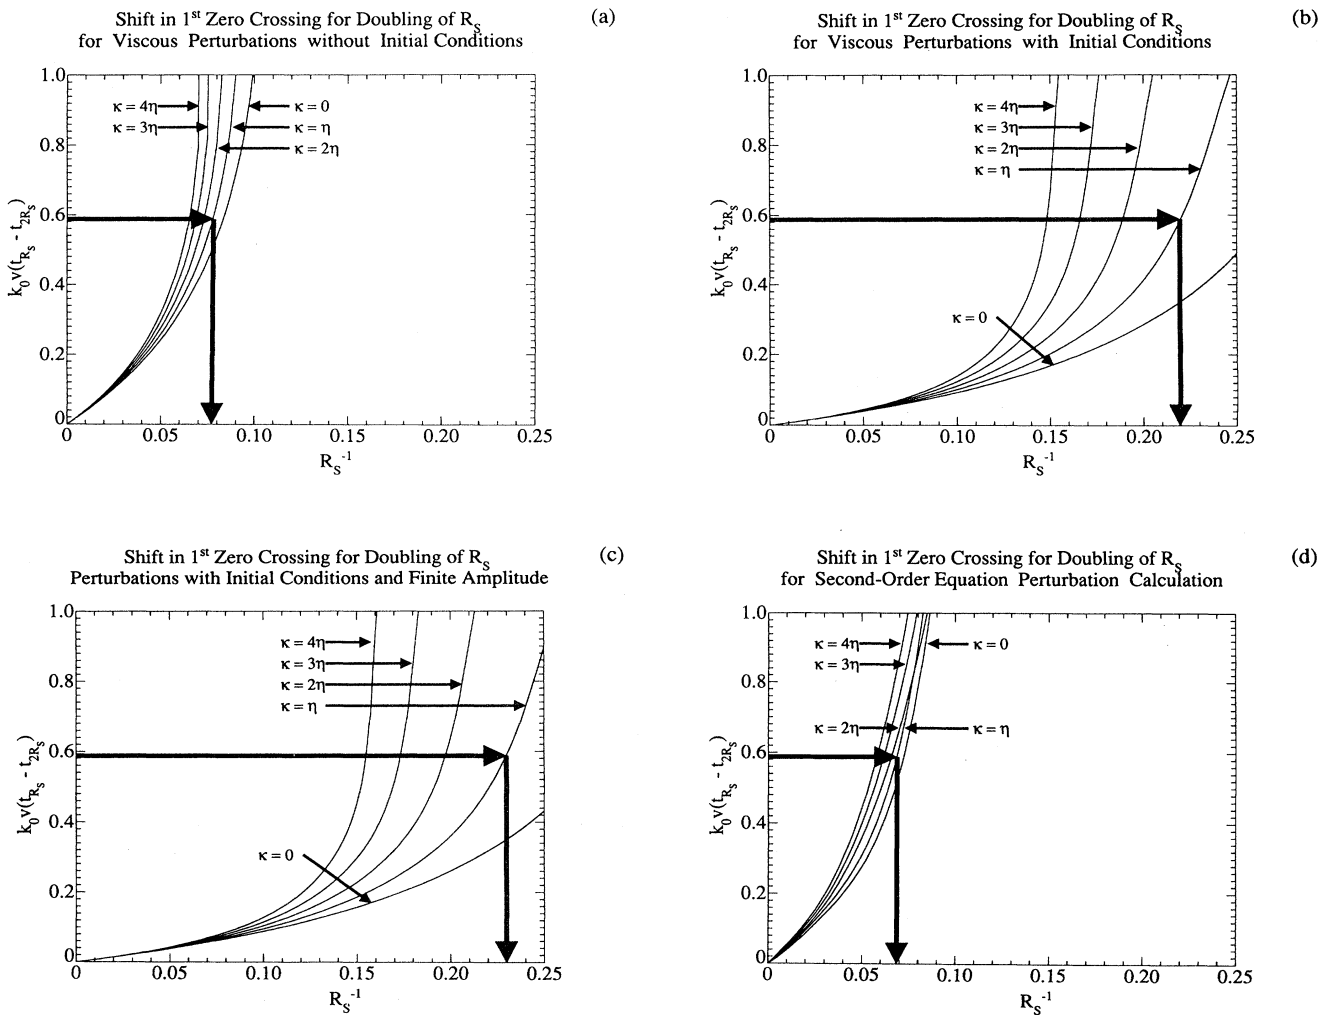 Shift in 1st Zero Crossing for Doubling of RS
for Viscous Perturbations without Initial Conditions
(a)
1.0
0.8
0.6
0.4
0.2
0
k0v(tRS - t2RS)
κ = 4η
κ = 3η
κ = 0
κ = η
κ = 2η
0 0.05 0.10 0.15 0.20 0.25
RS-1
Shift in 1st Zero Crossing for Doubling of RS
for Viscous Perturbations with Initial Conditions
(b)
1.0
0.8
0.6
0.4
0.2
0
k0v(tRS - t2RS)
κ = 4η
κ = 3η
κ = 2η
κ = η
κ = 0
0 0.05 0.10 0.15 0.20 0.25
RS-1
Shift in 1st Zero Crossing for Doubling of RS
Perturbations with Initial Conditions and Finite Amplitude
(c)
1.0
0.8
0.6
0.4
0.2
0
k0v(tRS - t2RS)
κ = 4η
κ = 3η
κ = 2η
κ = η
κ = 0
0 0.05 0.10 0.15 0.20 0.25
RS-1
Shift in 1st Zero Crossing for Doubling of RS
for Second-Order Equation Perturbation Calculation
(d)
1.0
0.8
0.6
0.4
0.2
0
k0v(tRS - t2RS)
κ = 4η
κ = 3η
κ = 0
κ = 2η
κ = η
0 0.05 0.10 0.15 0.20 0.25
RS-1